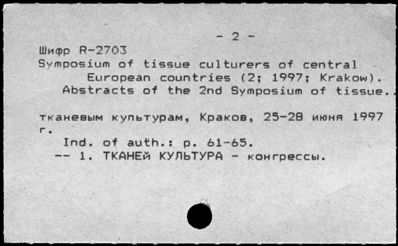 - 2 -
Шифр R-2703
Symposium of tissue culturers of central
European countries (2; 1997; Krakow).
Abstracts of the 2nd Symposium of tissue..
тканевым культурам, Краков, 25-28 июня 1997
г.
Ind. of auth.: p. 61-65.
-- 1. ТКАНЕЙ КУЛЬТУРА - конгрессы.